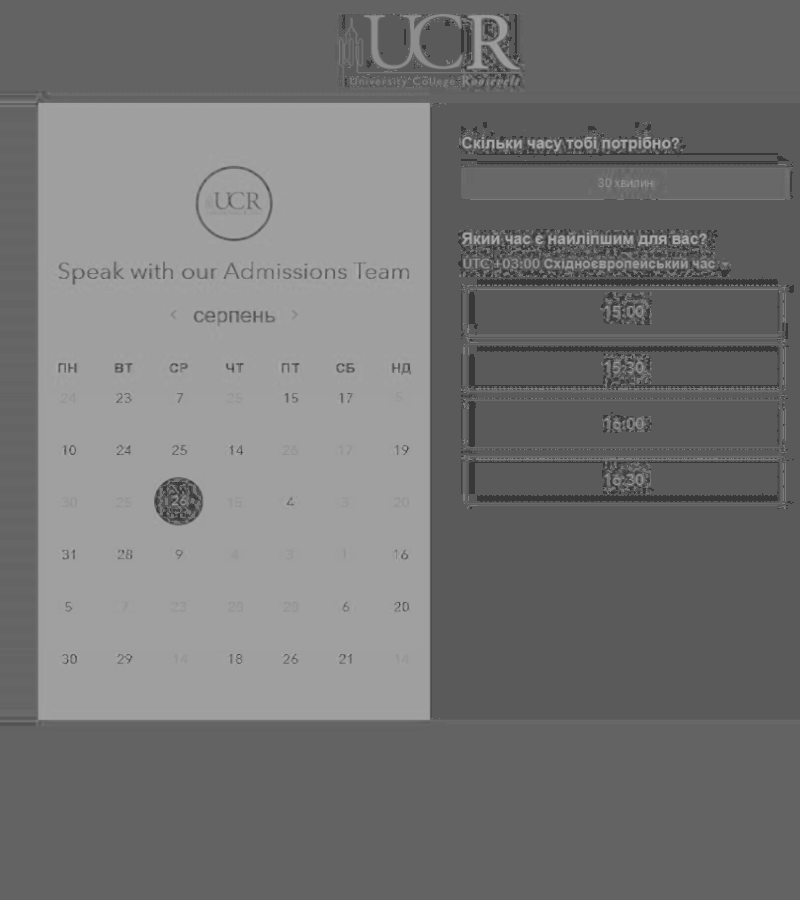 UCR
University College Roosevelt
UCR
Speak with our Admissions Team
‹ серпень ›
ПН ВТ СР ЧТ ПТ СБ НД
24 23 7 25 15 17
10 24 25 14 26 17 19
30 25 26 15 4 3 20
31 28 9 4 3 1 16
5 7 23 20 20 6 20
30 29 14 18 26 21 14
Скільки часу тобі потрібно?
30 хвилин
Який час є найліпшим для вас?
UTC +03:00 Східноєвропейський час
15:00
15:30
16:00
16:30